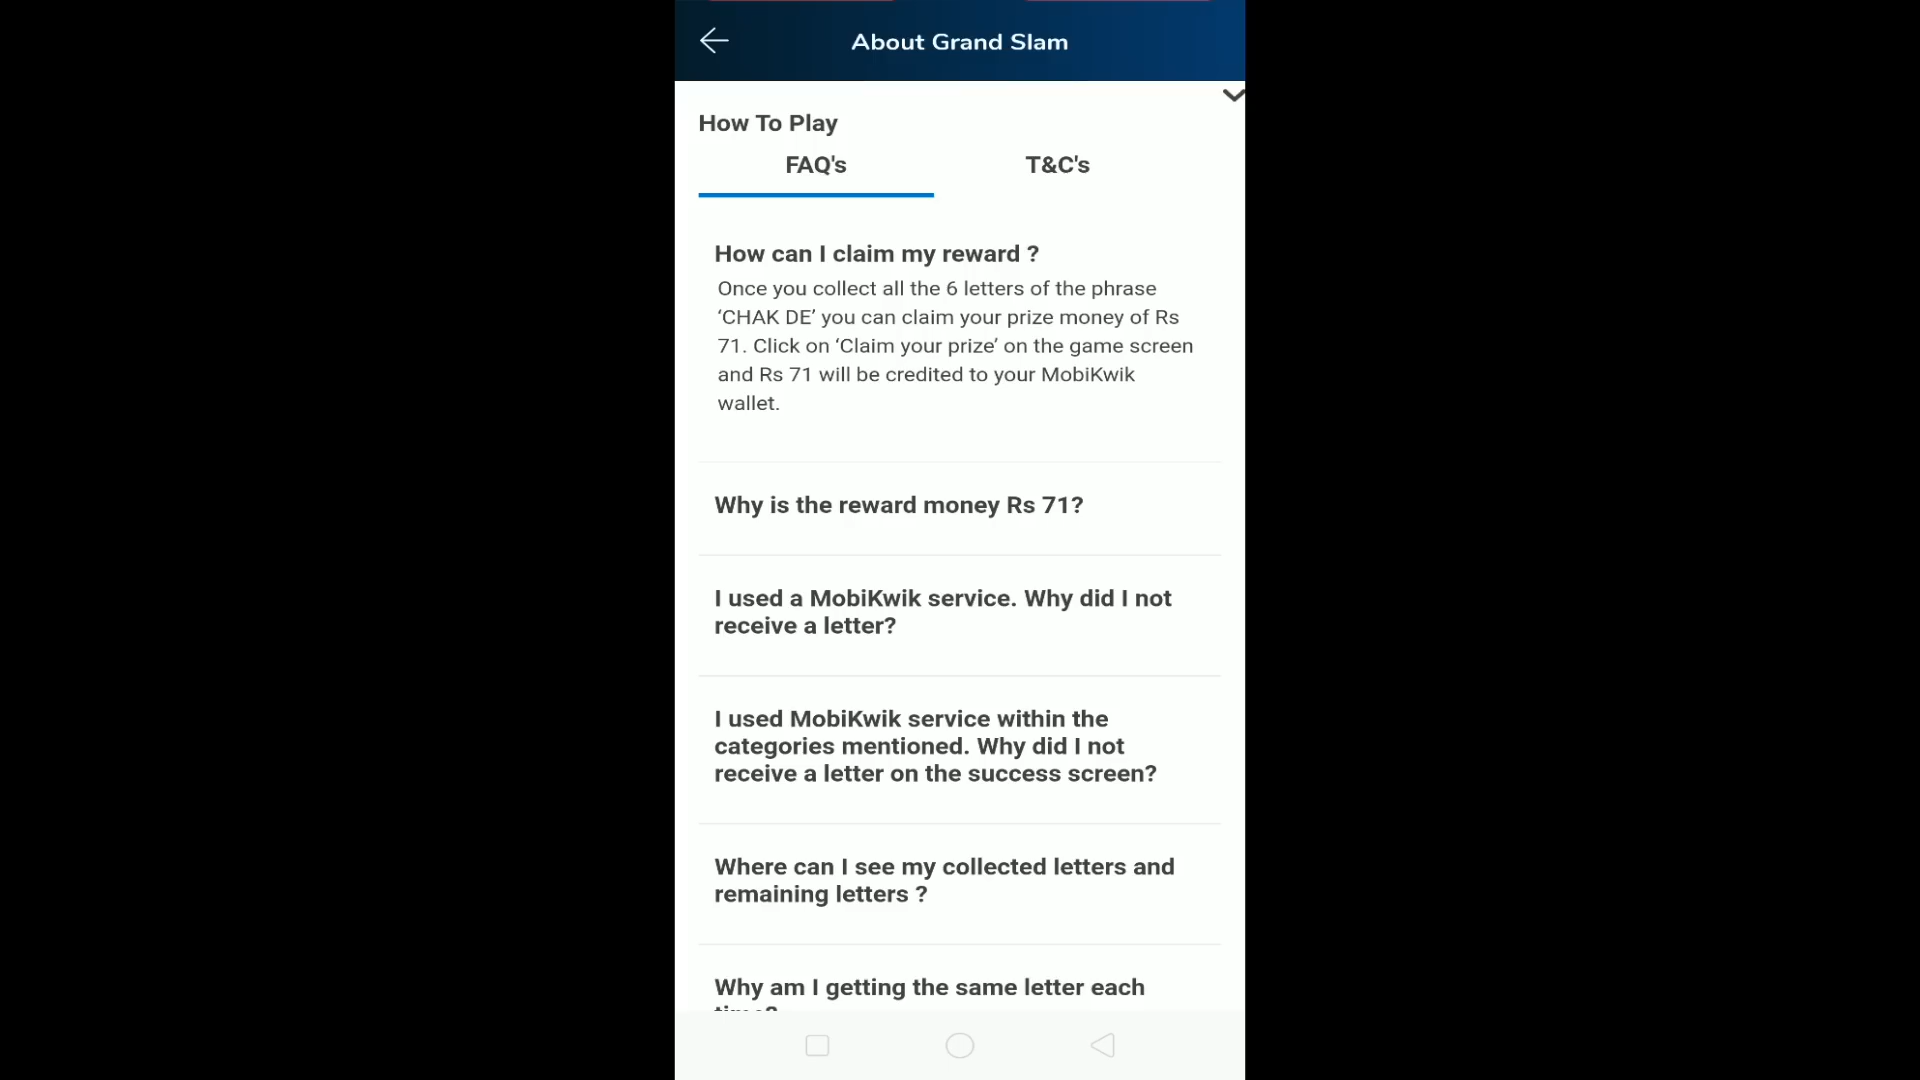 About Grand Slam
How To Play
FAQ's
T&C's
How can I claim my reward ?
Once you collect all the 6 letters of the phrase
‘CHAK DE’ you can claim your prize money of Rs
71. Click on ‘Claim your prize’ on the game screen
and Rs 71 will be credited to your MobiKwik
wallet.
Why is the reward money Rs 71?
I used a MobiKwik service. Why did I not
receive a letter?
I used MobiKwik service within the
categories mentioned. Why did I not
receive a letter on the success screen?
Where can I see my collected letters and
remaining letters ?
Why am I getting the same letter each
time?